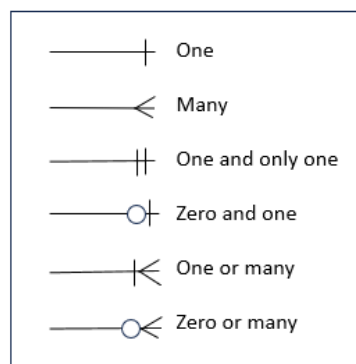 One
Many
One and only one
Zero and one
One or many
Zero or many